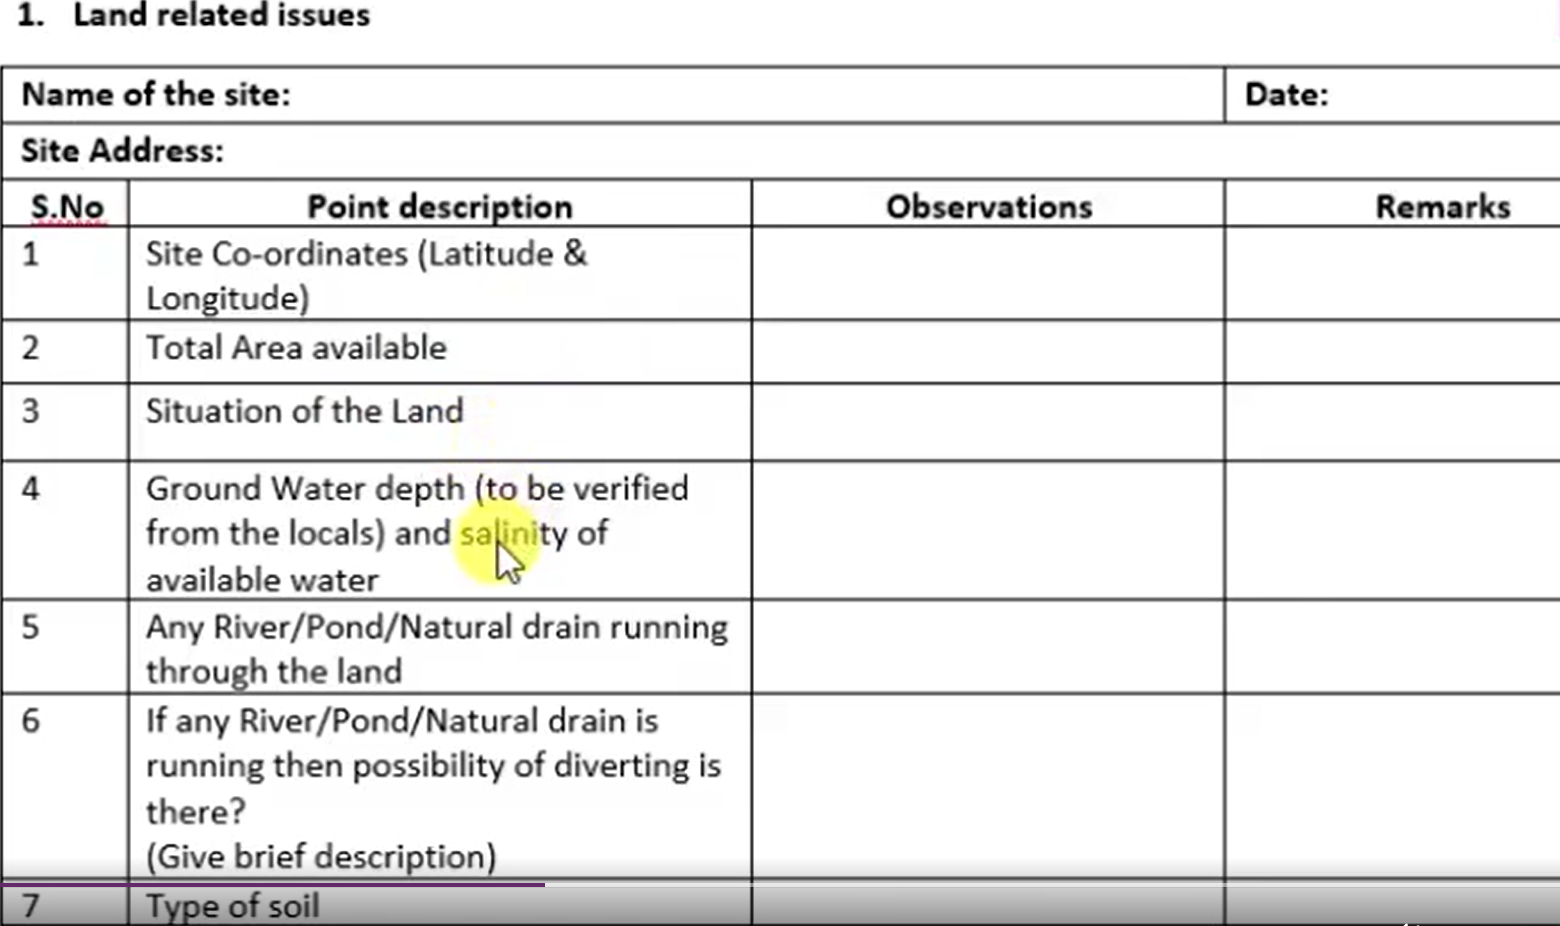 1. Land related issues
Name of the site: Date:
Site Address:
S.No Point description Observations Remarks
1 Site Co-ordinates (Latitude &
Longitude)
2 Total Area available
3 Situation of the Land
4 Ground Water depth (to be verified
from the locals) and salinity of
available water
5 Any River/Pond/Natural drain running
through the land
6 If any River/Pond/Natural drain is
running then possibility of diverting is
there?
(Give brief description)
7 Type of soil